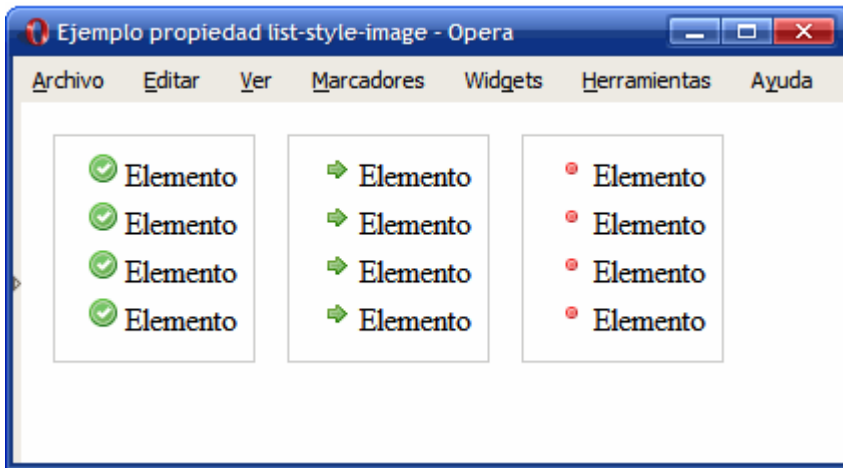 Ejemplo propiedad list-style-image - Opera
Archivo Editar Ver Marcadores Widgets Herramientas Ayuda
Elemento Elemento Elemento
Elemento Elemento Elemento
Elemento Elemento Elemento
Elemento Elemento Elemento